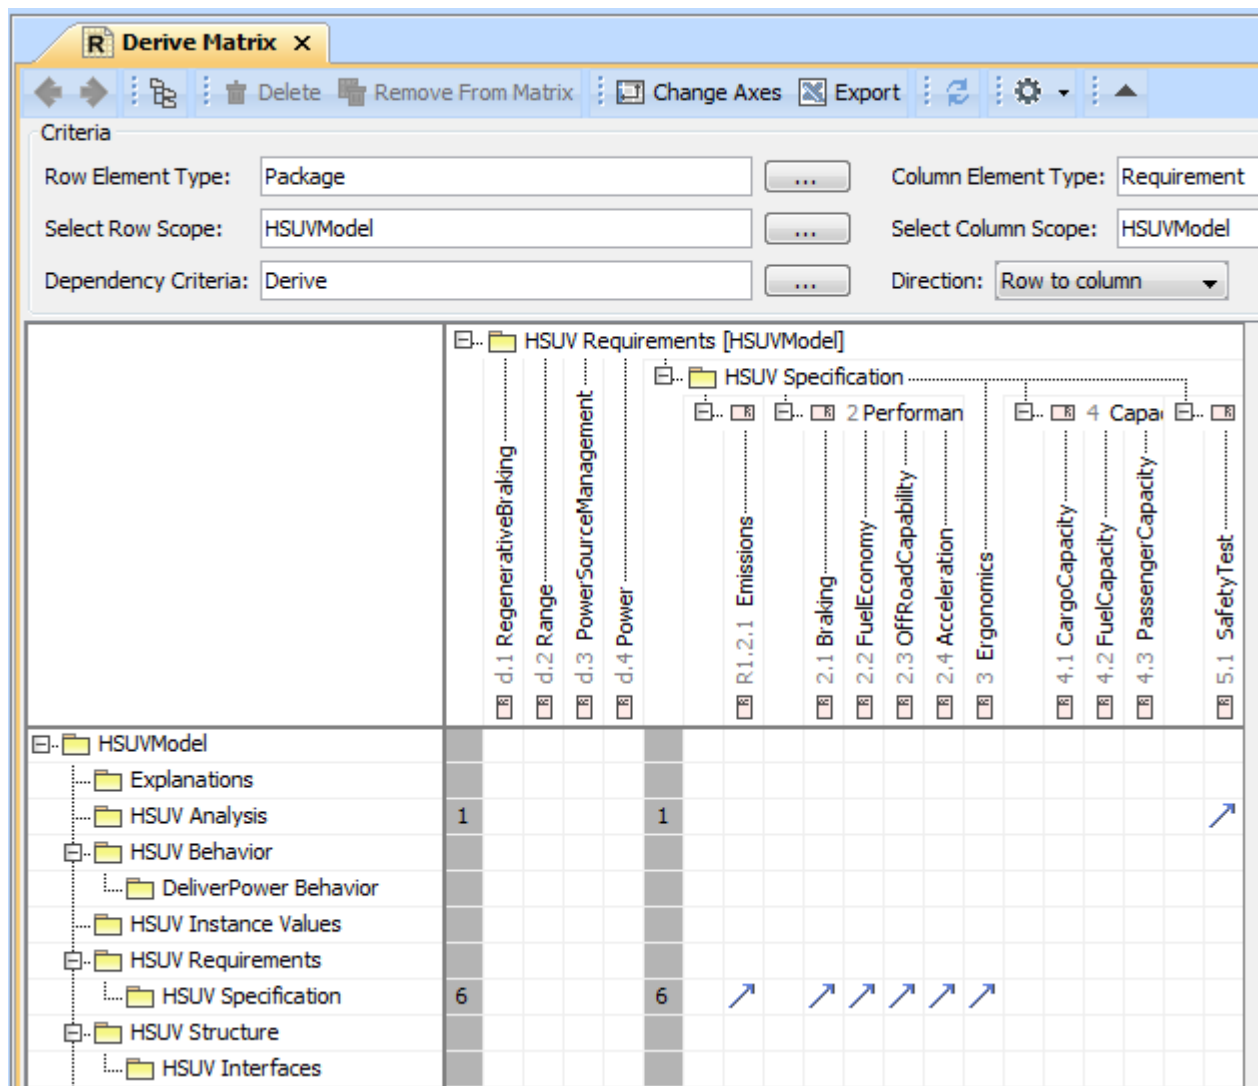 Derive Matrix
Delete Remove From Matrix Change Axes Export
Criteria
Row Element Type: Package ... Column Element Type: Requirement
Select Row Scope: HSUVModel ... Select Column Scope: HSUVModel
Dependency Criteria: Derive ... Direction: Row to column
HSUV Requirements [HSUVModel]
HSUV Specification
2 Performan 4 Capa
d.1 RegenerativeBraking
d.2 Range
d.3 PowerSourceManagement
d.4 Power
R1.2.1 Emissions
2.1 Braking
2.2 FuelEconomy
2.3 OffRoadCapability
2.4 Acceleration
3 Ergonomics
4.1 CargoCapacity
4.2 FuelCapacity
4.3 PassengerCapacity
5.1 SafetyTest
HSUVModel
Explanations
HSUV Analysis 1 1
HSUV Behavior
DeliverPower Behavior
HSUV Instance Values
HSUV Requirements
HSUV Specification 6 6
HSUV Structure
HSUV Interfaces